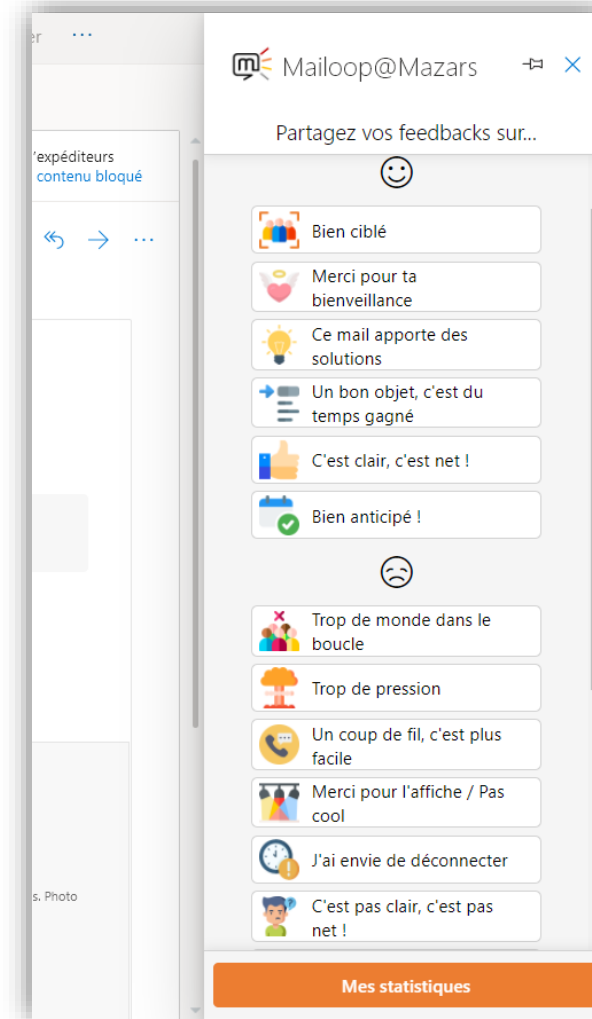 er ...
Mailoop@Mazars
Partagez vos feedbacks sur...
'expéditeurs
contenu bloqué
Bien ciblé
Merci pour ta
bienveillance
Ce mail apporte des
solutions
Un bon objet, c'est du
temps gagné
C'est clair, c'est net !
Bien anticipé !
Trop de monde dans le
boucle
Trop de pression
Un coup de fil, c'est plus
facile
Merci pour l'affiche / Pas
cool
J'ai envie de déconnecter
s. Photo
C'est pas clair, c'est pas
net !
Mes statistiques